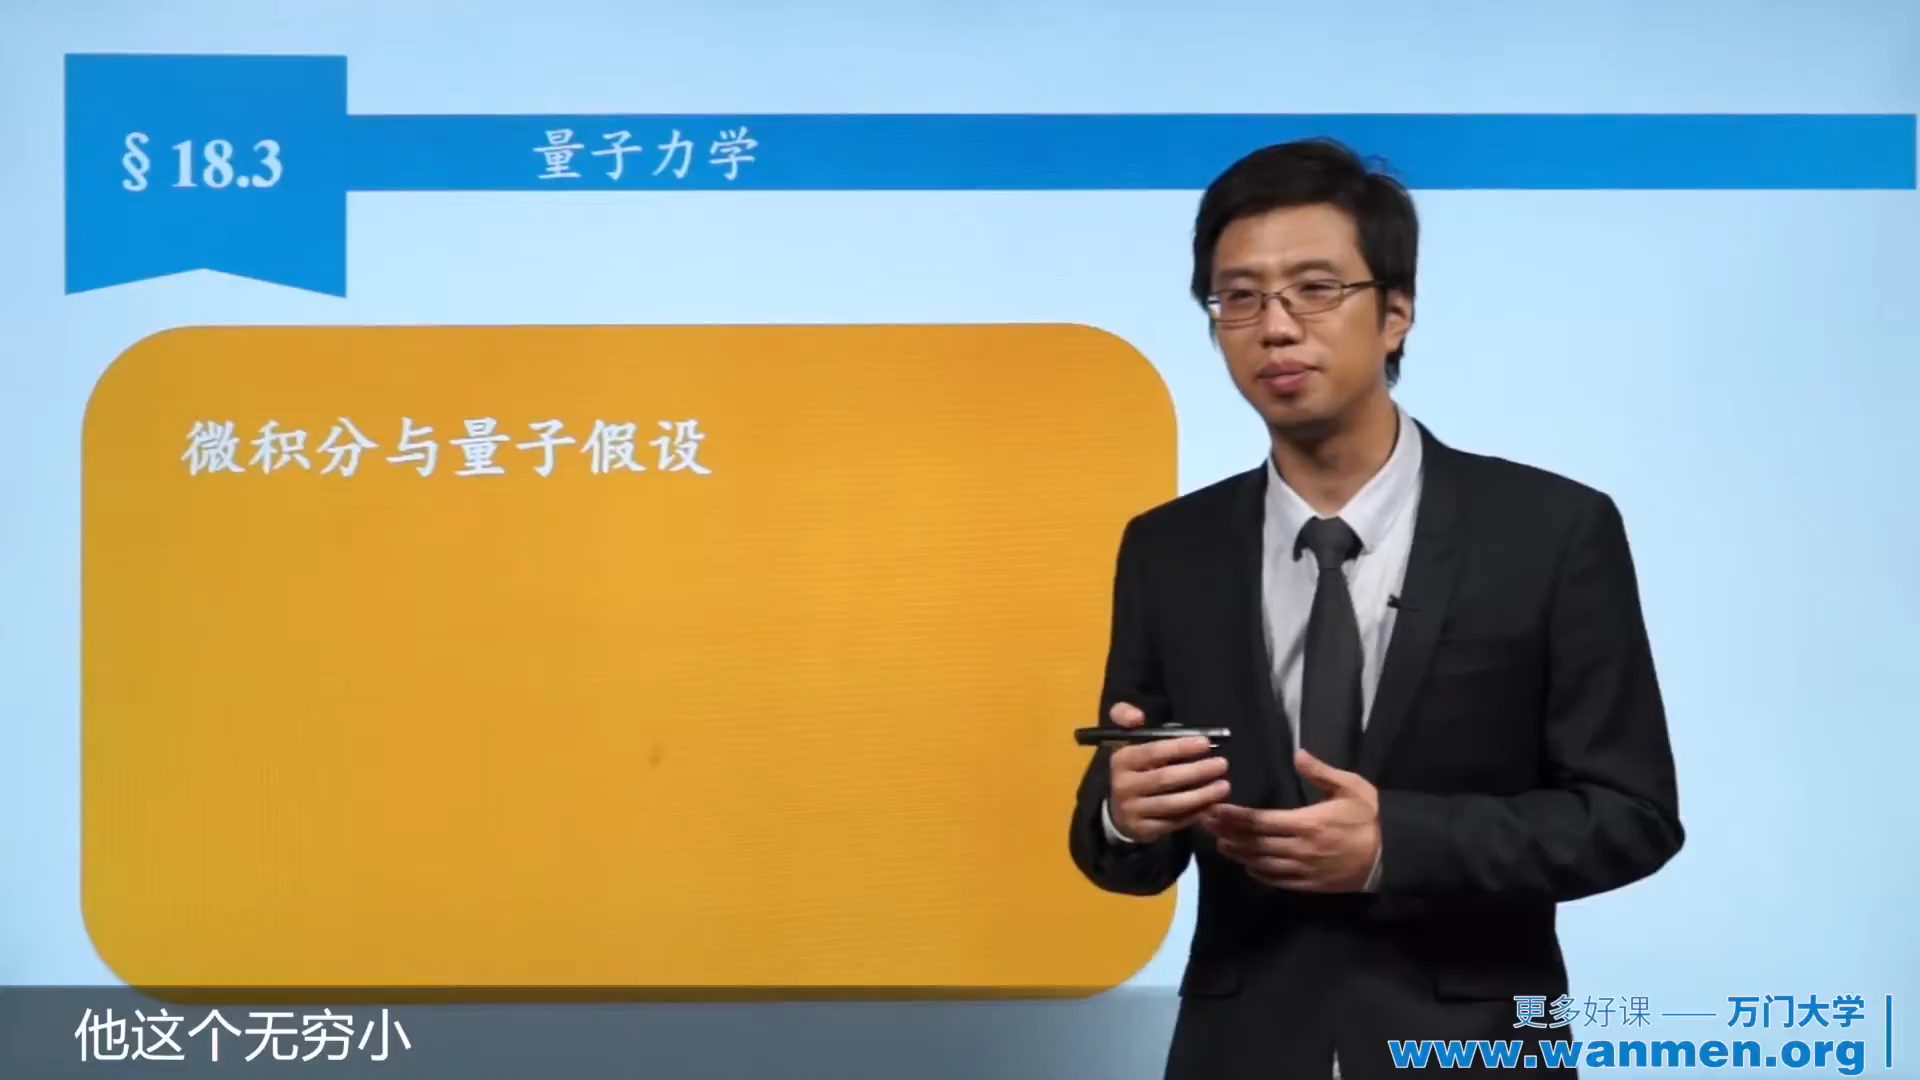 § 18.3
量子力学
微积分与量子假设
他这个无穷小
更多好课 —— 万门大学
www.wanmen.org